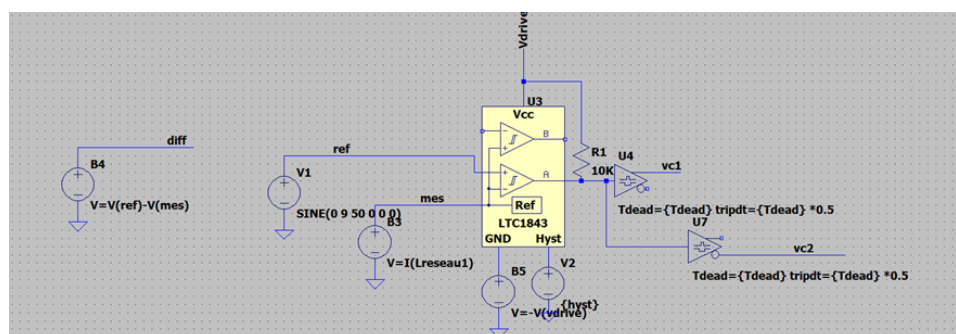 Vdrive
U3
Vcc
B
A
Ref
LTC1843
GND
Hyst
diff
B4
V=V(ref)-V(mes)
ref
V1
SINE(0 9 50 0 0 0)
mes
B3
V=I(Lreseau1)
B5
V=-V(vdrive)
V2
{hyst}
R1
10K
U4
vc1
Tdead={Tdead} tripdt={Tdead} *0.5
U7
vc2
Tdead={Tdead} tripdt={Tdead} *0.5